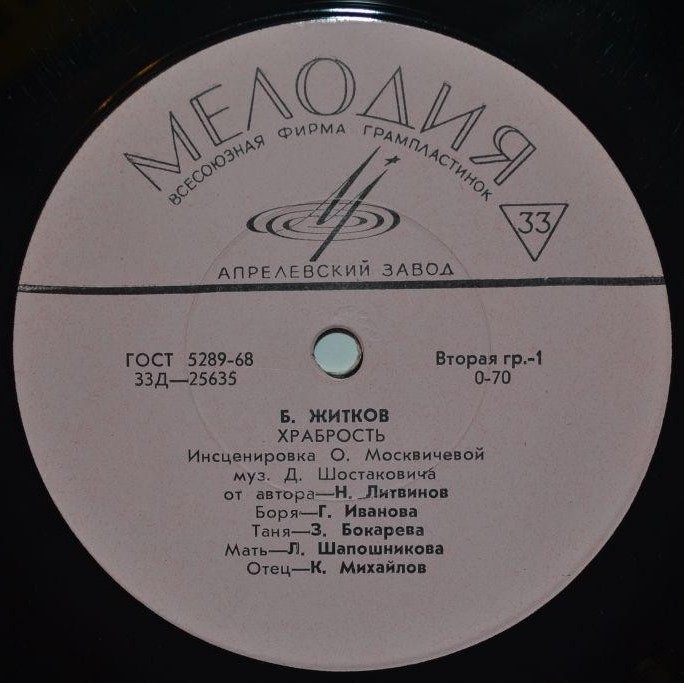 МЕЛОДИЯ
ВСЕСОЮЗНАЯ ФИРМА ГРАМПЛАСТИНОК
33
АПРЕЛЕВСКИЙ ЗАВОД
ГОСТ 5289-68 Вторая гр.-1
33Д—25635 0-70
Б. ЖИТКОВ
ХРАБРОСТЬ
Инсценировка О. Москвичевой
муз. Д. Шостаковича
от автора—Н. Литвинов
Боря—Г. Иванова
Таня—З. Бокарева
Мать—Л. Шапошникова
Отец—К. Михайлов